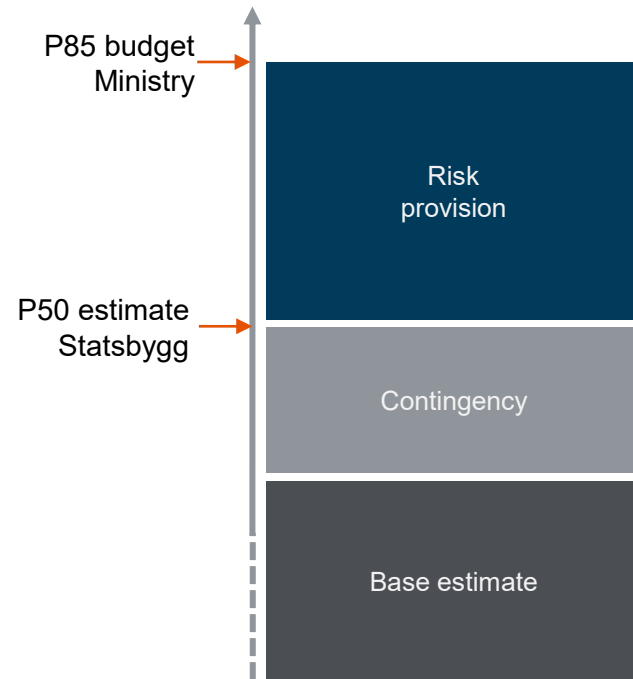 P85 budget
Ministry
Risk
provision
P50 estimate
Statsbygg
Contingency
Base estimate